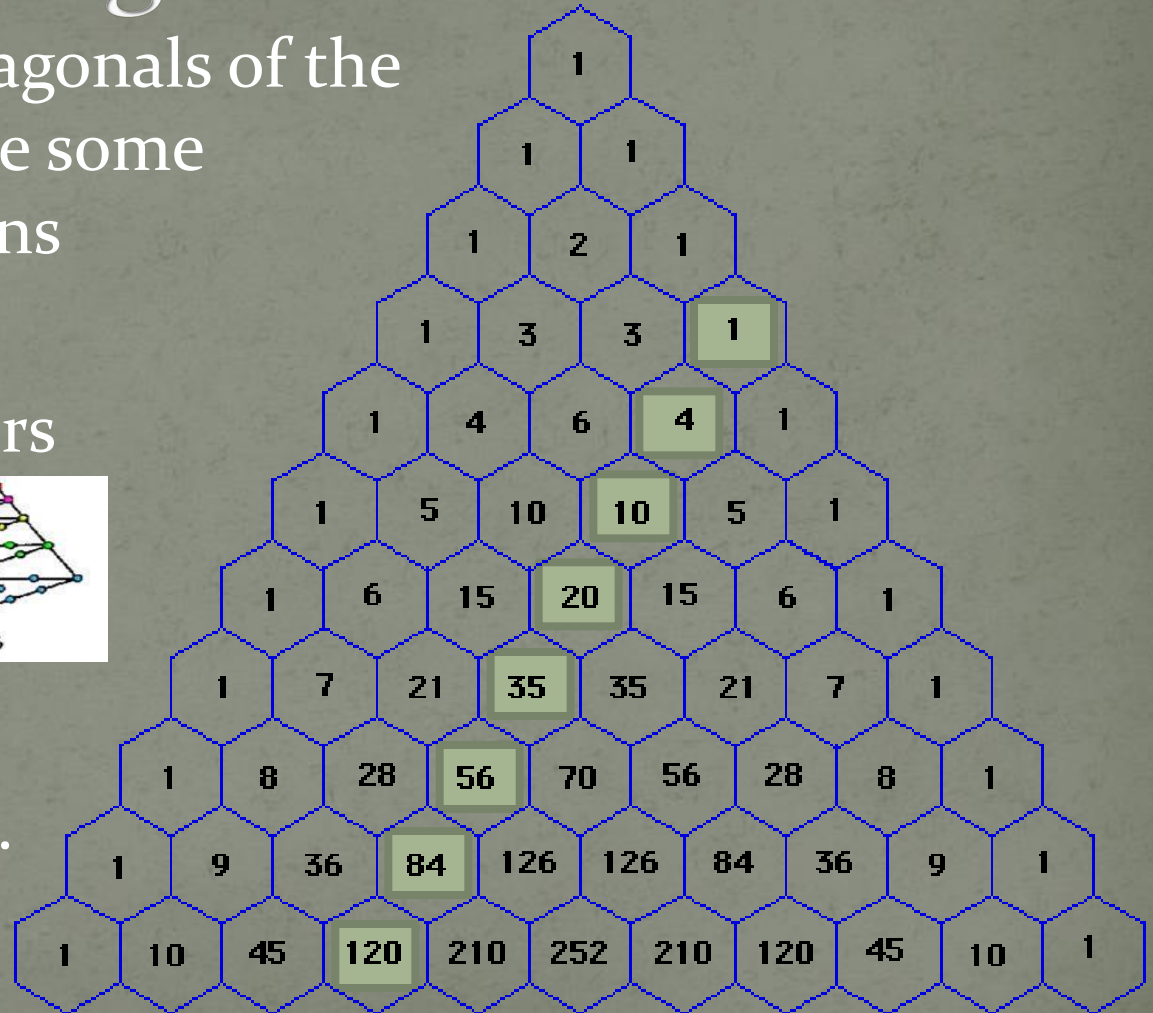 agonals of the
e some
ns
rs
.
1
1 1
1 2 1
1 3 3 1
1 4 6 4 1
1 5 10 10 5 1
1 6 15 20 15 6 1
1 7 21 35 35 21 7 1
1 8 28 56 70 56 28 8 1
1 9 36 84 126 126 84 36 9 1
1 10 45 120 210 252 210 120 45 10 1